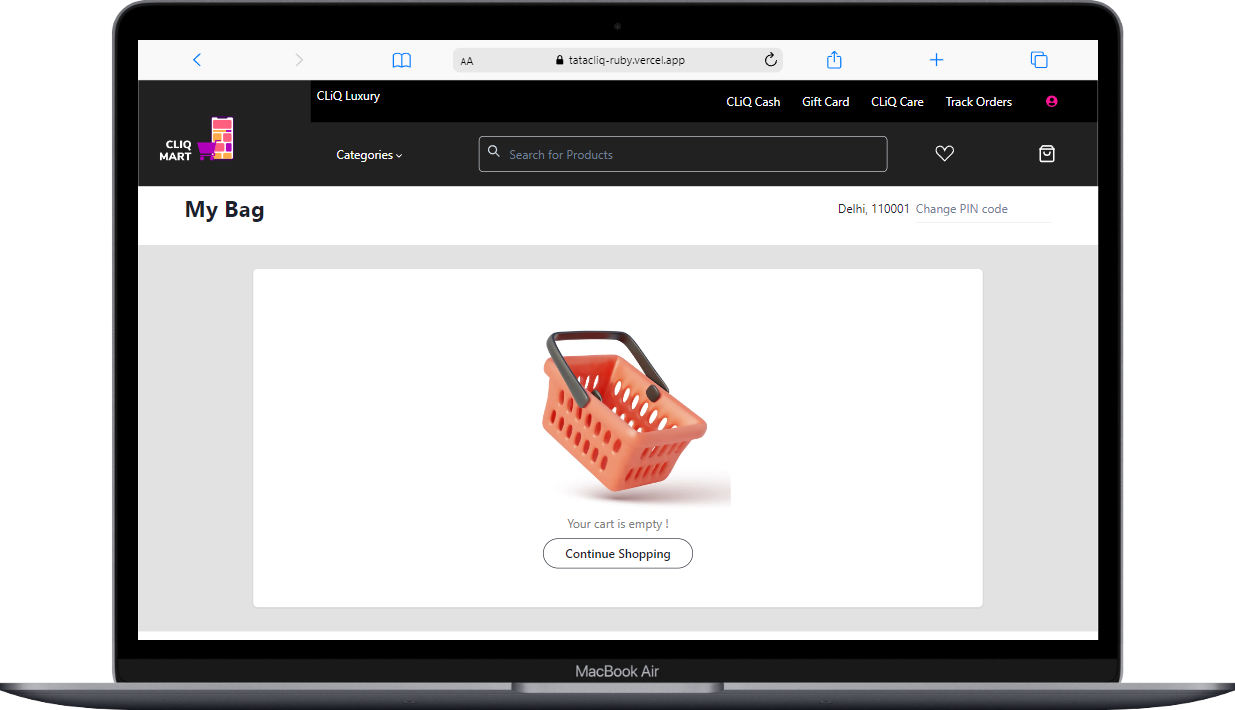 AA tatacliq-ruby.vercel.app
CLiQ Luxury
CLiQ Cash Gift Card CLiQ Care Track Orders
CLIQ
MART
Categories
Search for Products
My Bag
Delhi, 110001 Change PIN code
Your cart is empty !
Continue Shopping
MacBook Air